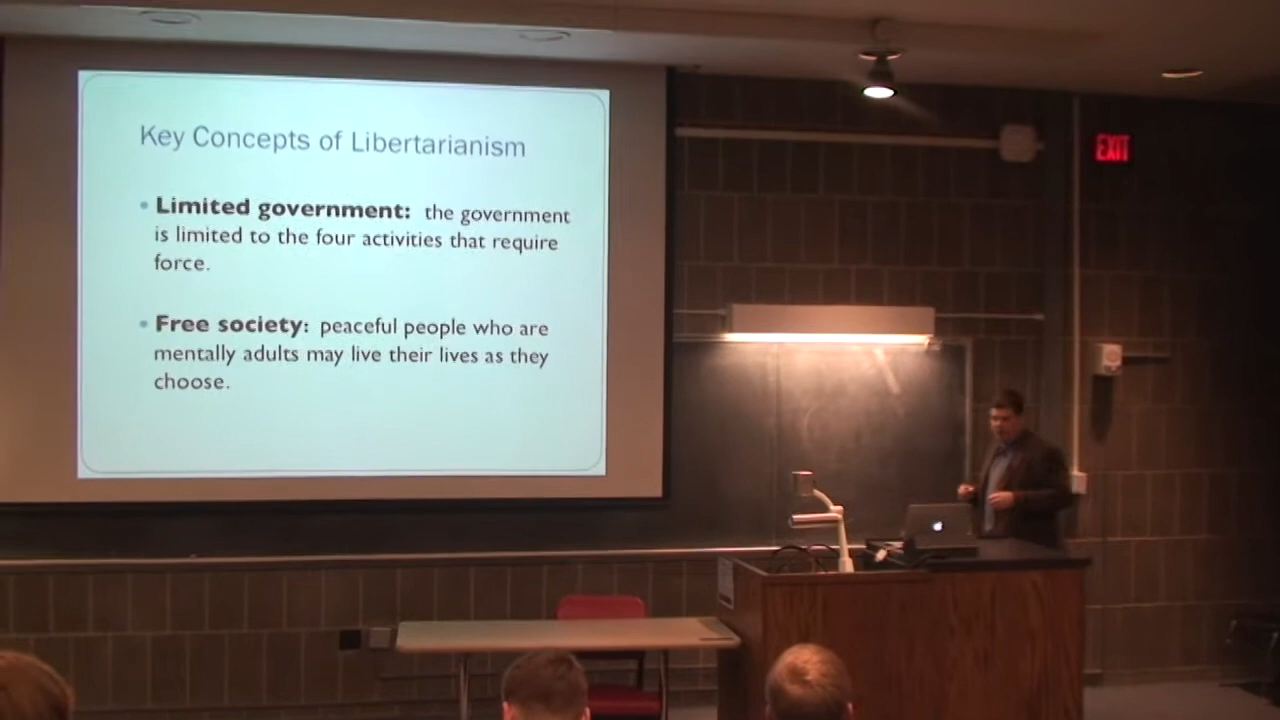 Key Concepts of Libertarianism
• Limited government: the government
is limited to the four activities that require
force.
• Free society: peaceful people who are
mentally adults may live their lives as they
choose.
EXIT